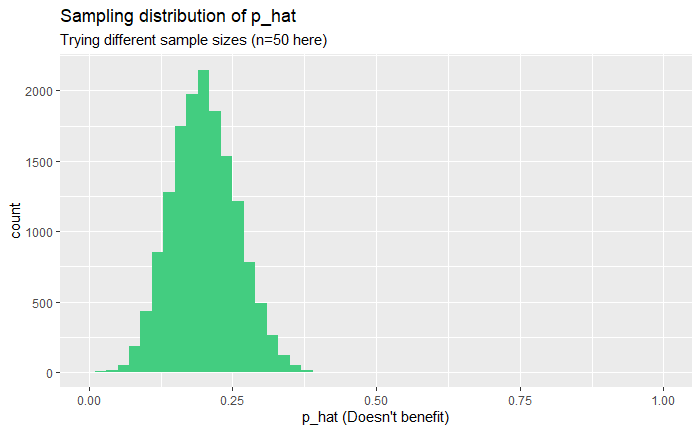 Sampling distribution of p_hat
Trying different sample sizes (n=50 here)
2000
1500
1000
500
0
count
0.00 0.25 0.50 0.75 1.00
p_hat (Doesn't benefit)